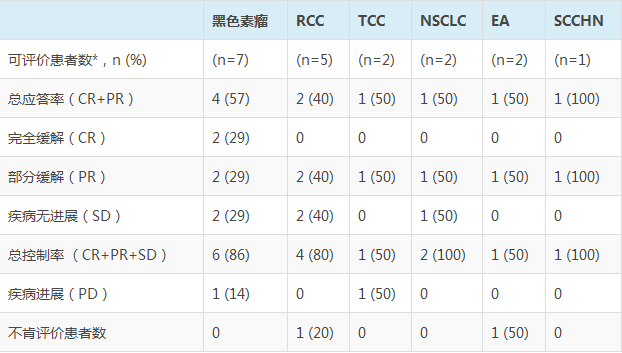 黑色素瘤 RCC TCC NSCLC EA SCCHN
可评价患者数*，n (%) (n=7) (n=5) (n=2) (n=2) (n=2) (n=1)
总应答率（CR+PR） 4 (57) 2 (40) 1 (50) 1 (50) 1 (50) 1 (100)
完全缓解（CR） 2 (29) 0 0 0 0 0
部分缓解（PR） 2 (29) 2 (40) 1 (50) 1 (50) 1 (50) 1 (100)
疾病无进展（SD） 2 (29) 2 (40) 0 1 (50) 0 0
总控制率 （CR+PR+SD） 6 (86) 4 (80) 1 (50) 2 (100) 1 (50) 1 (100)
疾病进展（PD） 1 (14) 0 1 (50) 0 0 0
不肯评价患者数 0 1 (20) 0 0 1 (50) 0